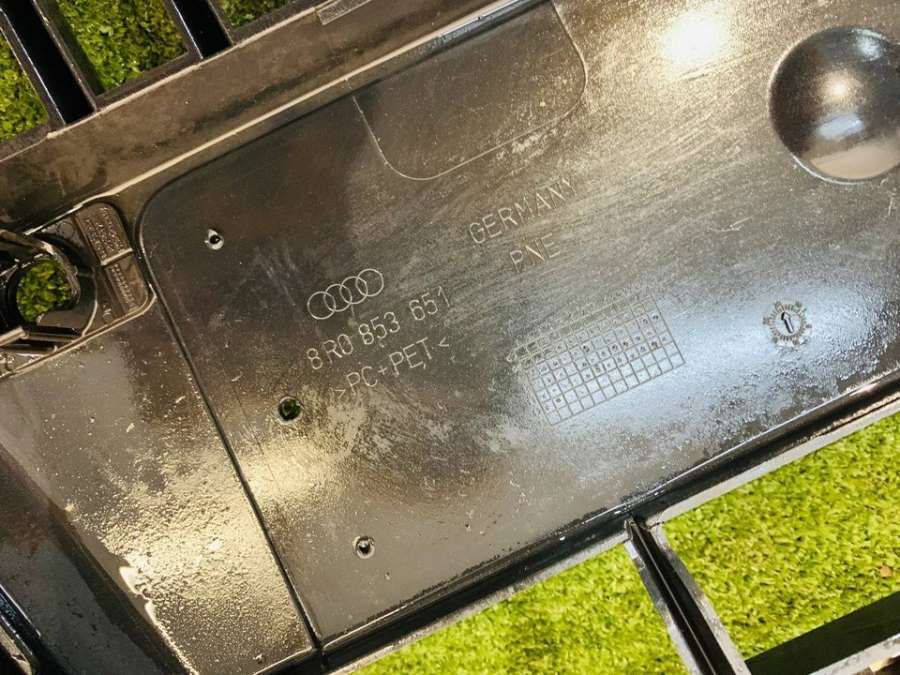 GERMANY
PNE
8R0 853 651
>PC+PET<